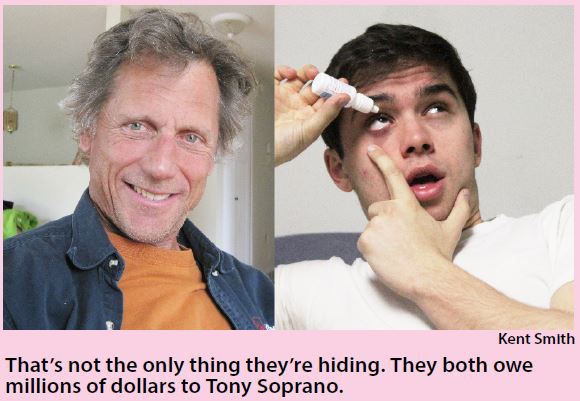 Kent Smith
That's not the only thing they're hiding. They both owe
millions of dollars to Tony Soprano.